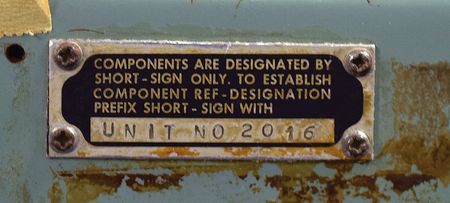 COMPONENTS ARE DESIGNATED BY
SHORT-SIGN ONLY. TO ESTABLISH
COMPONENT REF-DESIGNATION
PREFIX SHORT-SIGN WITH
UNIT NO 2016